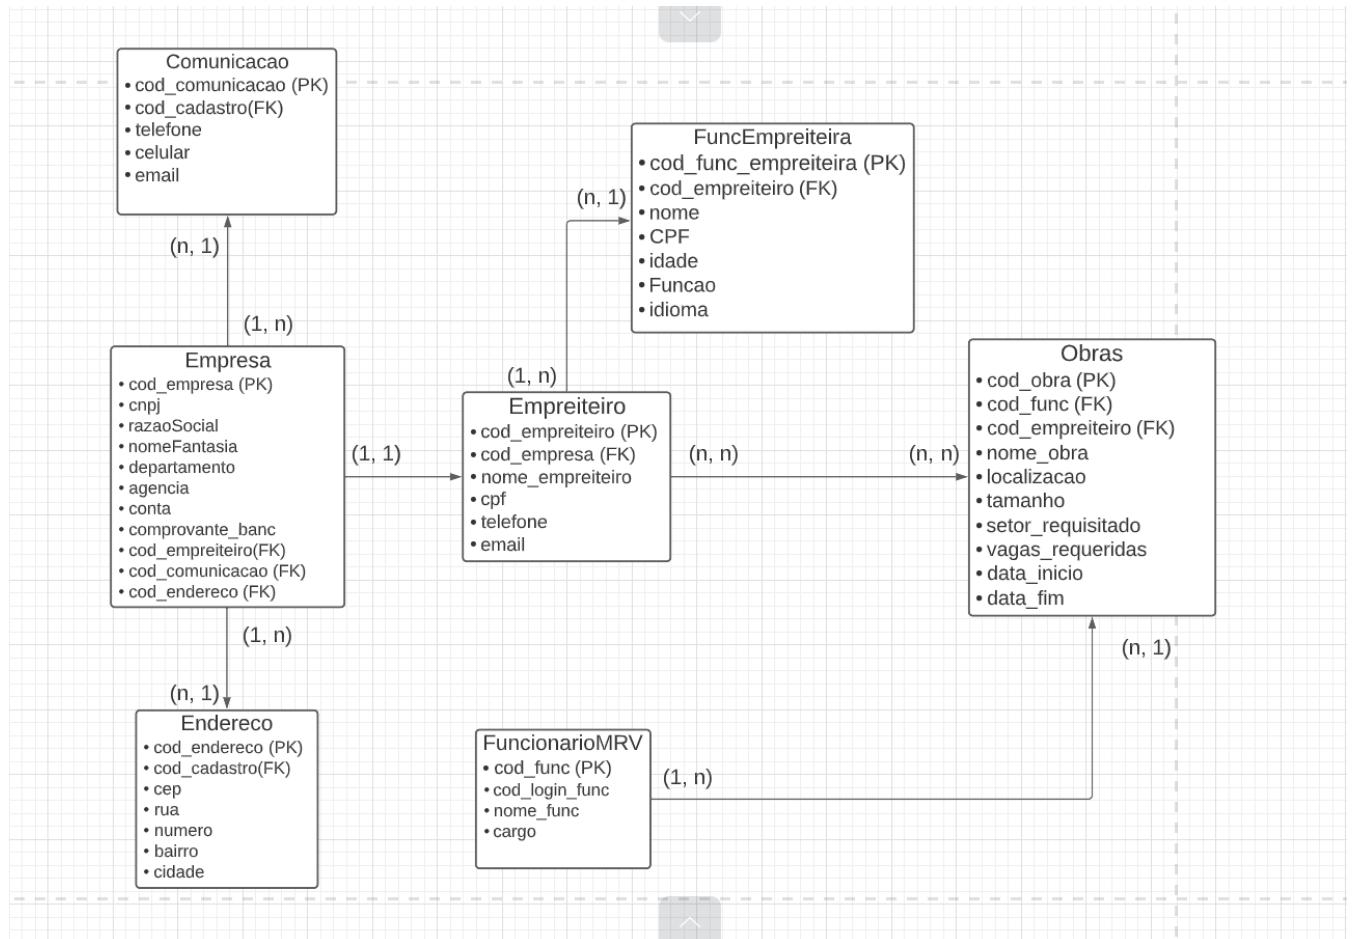 Comunicacao
• cod_comunicacao (PK)
• cod_cadastro(FK)
• telefone
• celular
• email
(n, 1)
(1, n)
FuncEmpreiteira
• cod_func_empreiteira (PK)
• cod_empreiteiro (FK)
• nome
• CPF
• idade
• Funcao
• idioma
(n, 1)
(1, n)
Empresa
• cod_empresa (PK)
• cnpj
• razaoSocial
• nomeFantasia
• departamento
• agencia
• conta
• comprovante_banc
• cod_empreiteiro(FK)
• cod_comunicacao (FK)
• cod_endereco (FK)
(1, 1)
Empreiteiro
• cod_empreiteiro (PK)
• cod_empresa (FK)
• nome_empreiteiro
• cpf
• telefone
• email
(n, n)
(n, n)
Obras
• cod_obra (PK)
• cod_func (FK)
• cod_empreiteiro (FK)
• nome_obra
• localizacao
• tamanho
• setor_requisitado
• vagas_requeridas
• data_inicio
• data_fim
(n, 1)
(1, n)
(n, 1)
Endereco
• cod_endereco (PK)
• cod_cadastro(FK)
• cep
• rua
• numero
• bairro
• cidade
FuncionarioMRV
• cod_func (PK)
• cod_login_func
• nome_func
• cargo
(1, n)